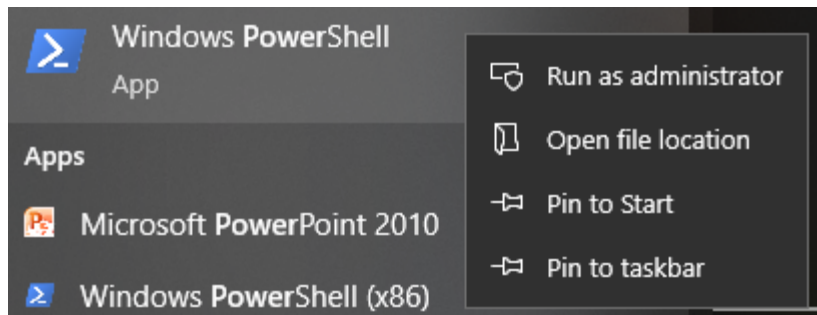 Windows PowerShell
App
Apps
Microsoft PowerPoint 2010
Windows PowerShell (x86)
Run as administrator
Open file location
Pin to Start
Pin to taskbar